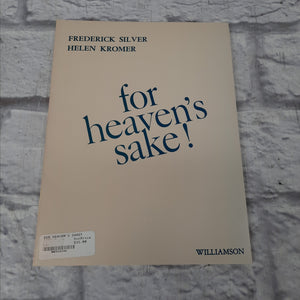 FREDERICK SILVER
HELEN KROMER
for
heaven's
sake!
WILLIAMSON